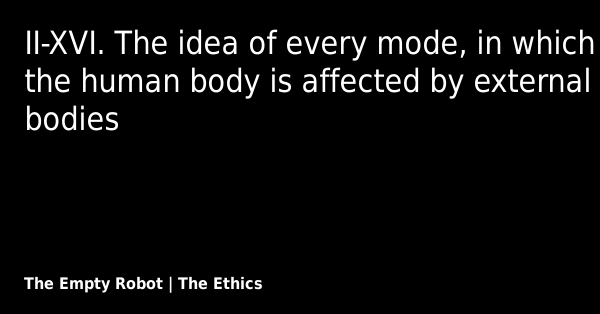 II-XVI. The idea of every mode, in which
the human body is affected by external
bodies
The Empty Robot | The Ethics